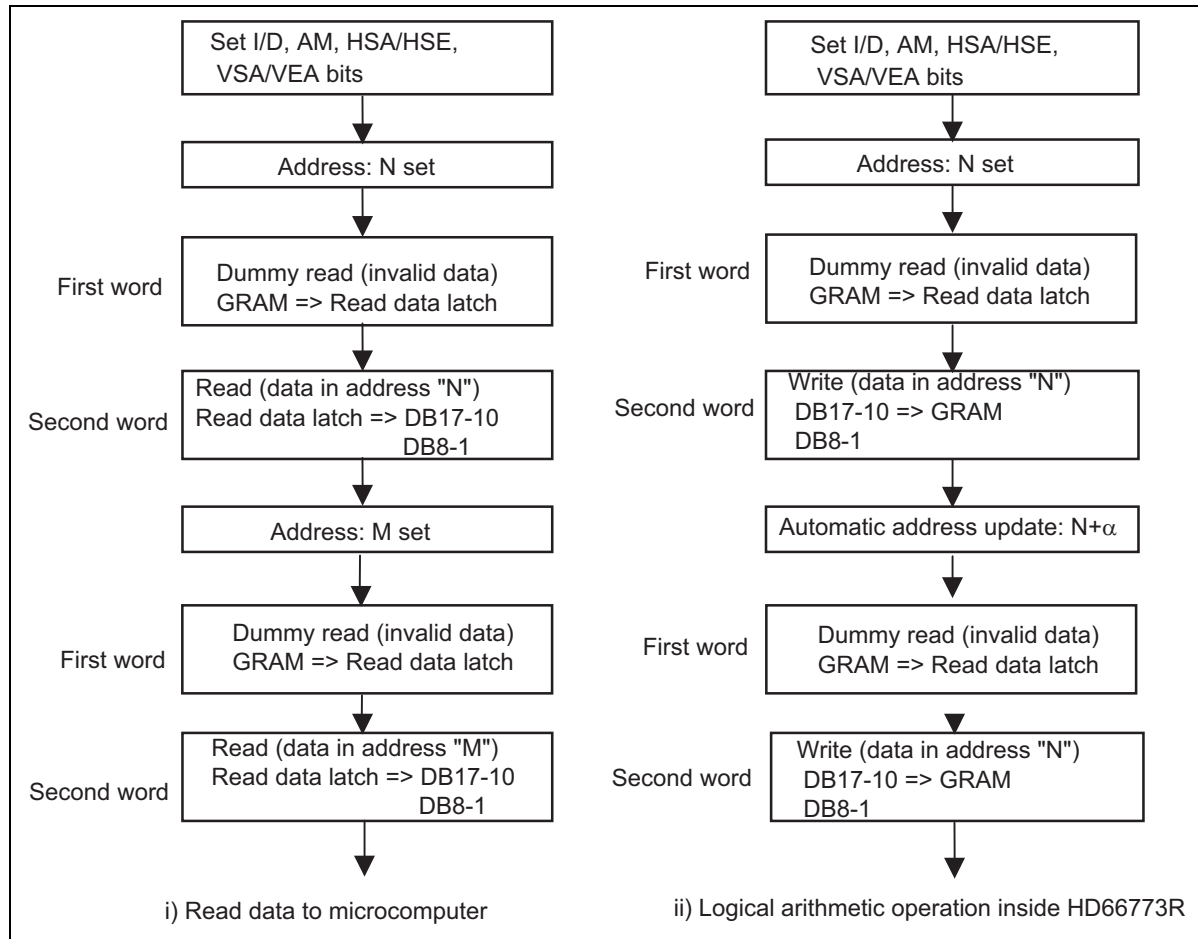 Set I/D, AM, HSA/HSE,
VSA/VEA bits
Address: N set
First word
Dummy read (invalid data)
GRAM => Read data latch
Second word
Read (data in address "N")
Read data latch => DB17-10
DB8-1
Address: M set
First word
Dummy read (invalid data)
GRAM => Read data latch
Second word
Read (data in address "M")
Read data latch => DB17-10
DB8-1
i) Read data to microcomputer
Set I/D, AM, HSA/HSE,
VSA/VEA bits
Address: N set
First word
Dummy read (invalid data)
GRAM => Read data latch
Second word
Write (data in address "N")
DB17-10 => GRAM
DB8-1
Automatic address update: N+α
First word
Dummy read (invalid data)
GRAM => Read data latch
Second word
Write (data in address "N")
DB17-10 => GRAM
DB8-1
ii) Logical arithmetic operation inside HD66773R